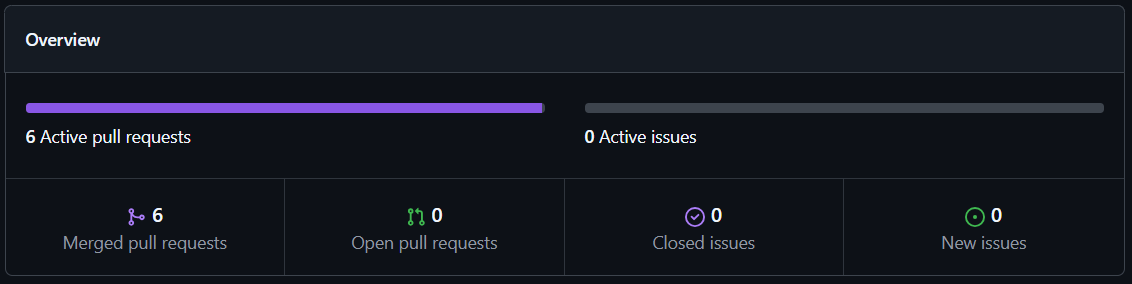 Overview
6 Active pull requests
0 Active issues
6
Merged pull requests
0
Open pull requests
0
Closed issues
0
New issues